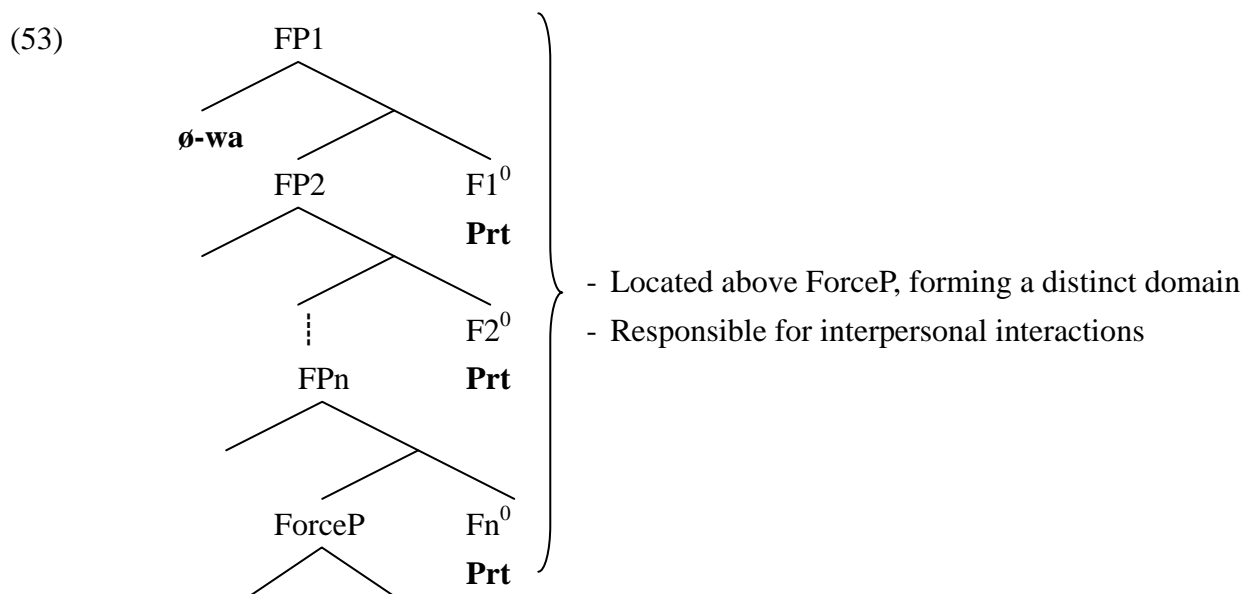 (53) FP1
ø-wa
FP2 F1⁰
Prt
- Located above ForceP, forming a distinct domain
F2⁰
- Responsible for interpersonal interactions
FPn Prt
ForceP Fn⁰
Prt